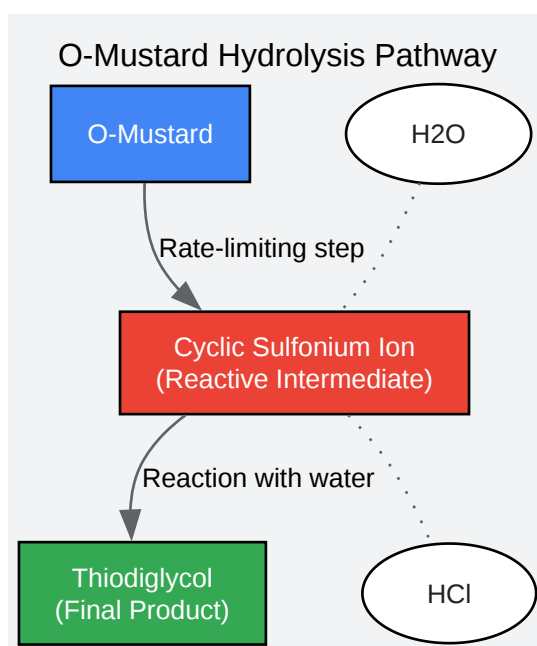 O-Mustard Hydrolysis Pathway
O-Mustard
H2O
Rate-limiting step
Cyclic Sulfonium Ion
(Reactive Intermediate)
Reaction with water
Thiodiglycol
(Final Product)
HCl